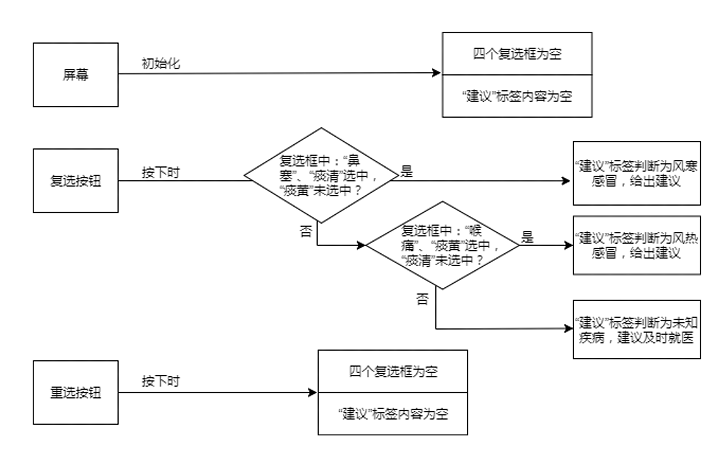 屏幕
初始化
四个复选框为空
“建议”标签内容为空
复选按钮
按下时
复选框中：“鼻
塞”、“痰清”选中，
“痰黄”未选中？
是
“建议”标签判断为风寒
感冒，给出建议
否
复选框中：“喉
痛”、“痰黄”选中，
“痰清”未选中？
是
“建议”标签判断为风热
感冒，给出建议
否
“建议”标签判断为未知
疾病，建议及时就医
重选按钮
按下时
四个复选框为空
“建议”标签内容为空